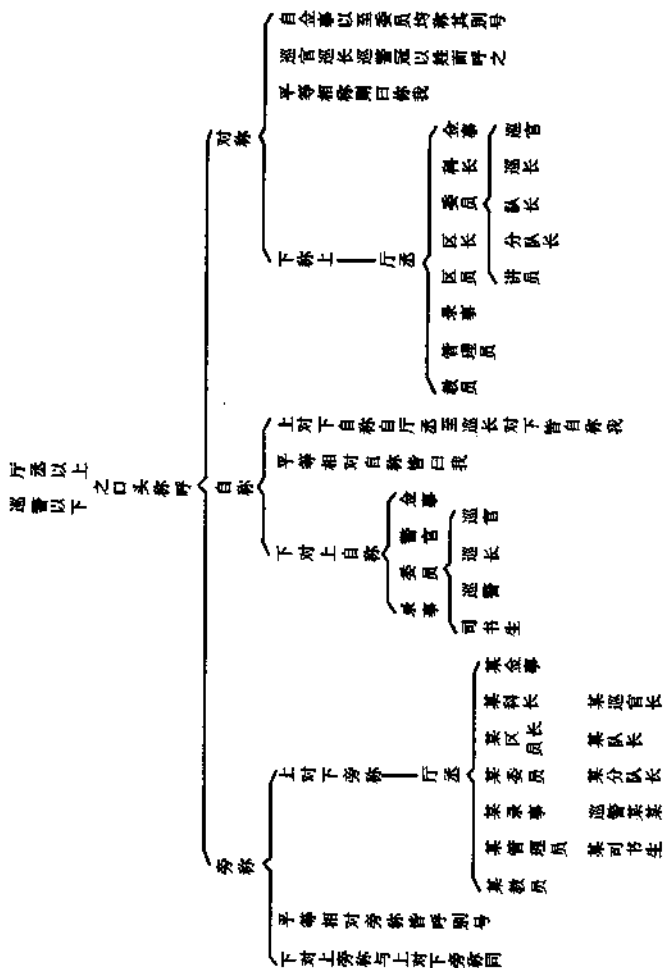 厅丞以上
巡警以下
之口头称呼
对称
自佥事以至委员均称其别号
巡官巡长巡警冠以姓而呼之
平等相称则曰称我
下称上
厅丞
佥事
科长
委员
区长
区员
录事
管理员
教员
巡官
巡长
队长
分队长
讲员
自称
上对下自称自厅丞至巡长对下皆自称我
平等相对自称皆曰我
下对上自称
佥事
警官
委员
录事
巡官
巡长
巡警
司书生
旁称
上对下旁称
厅丞
某佥事
某科长
某区长员
某委员
某录事
某管理员
某教员
某巡官长
某队长
某分队长
巡警某某
某司书生
平等相对旁称皆呼别号
下对上旁称与上对下旁称同